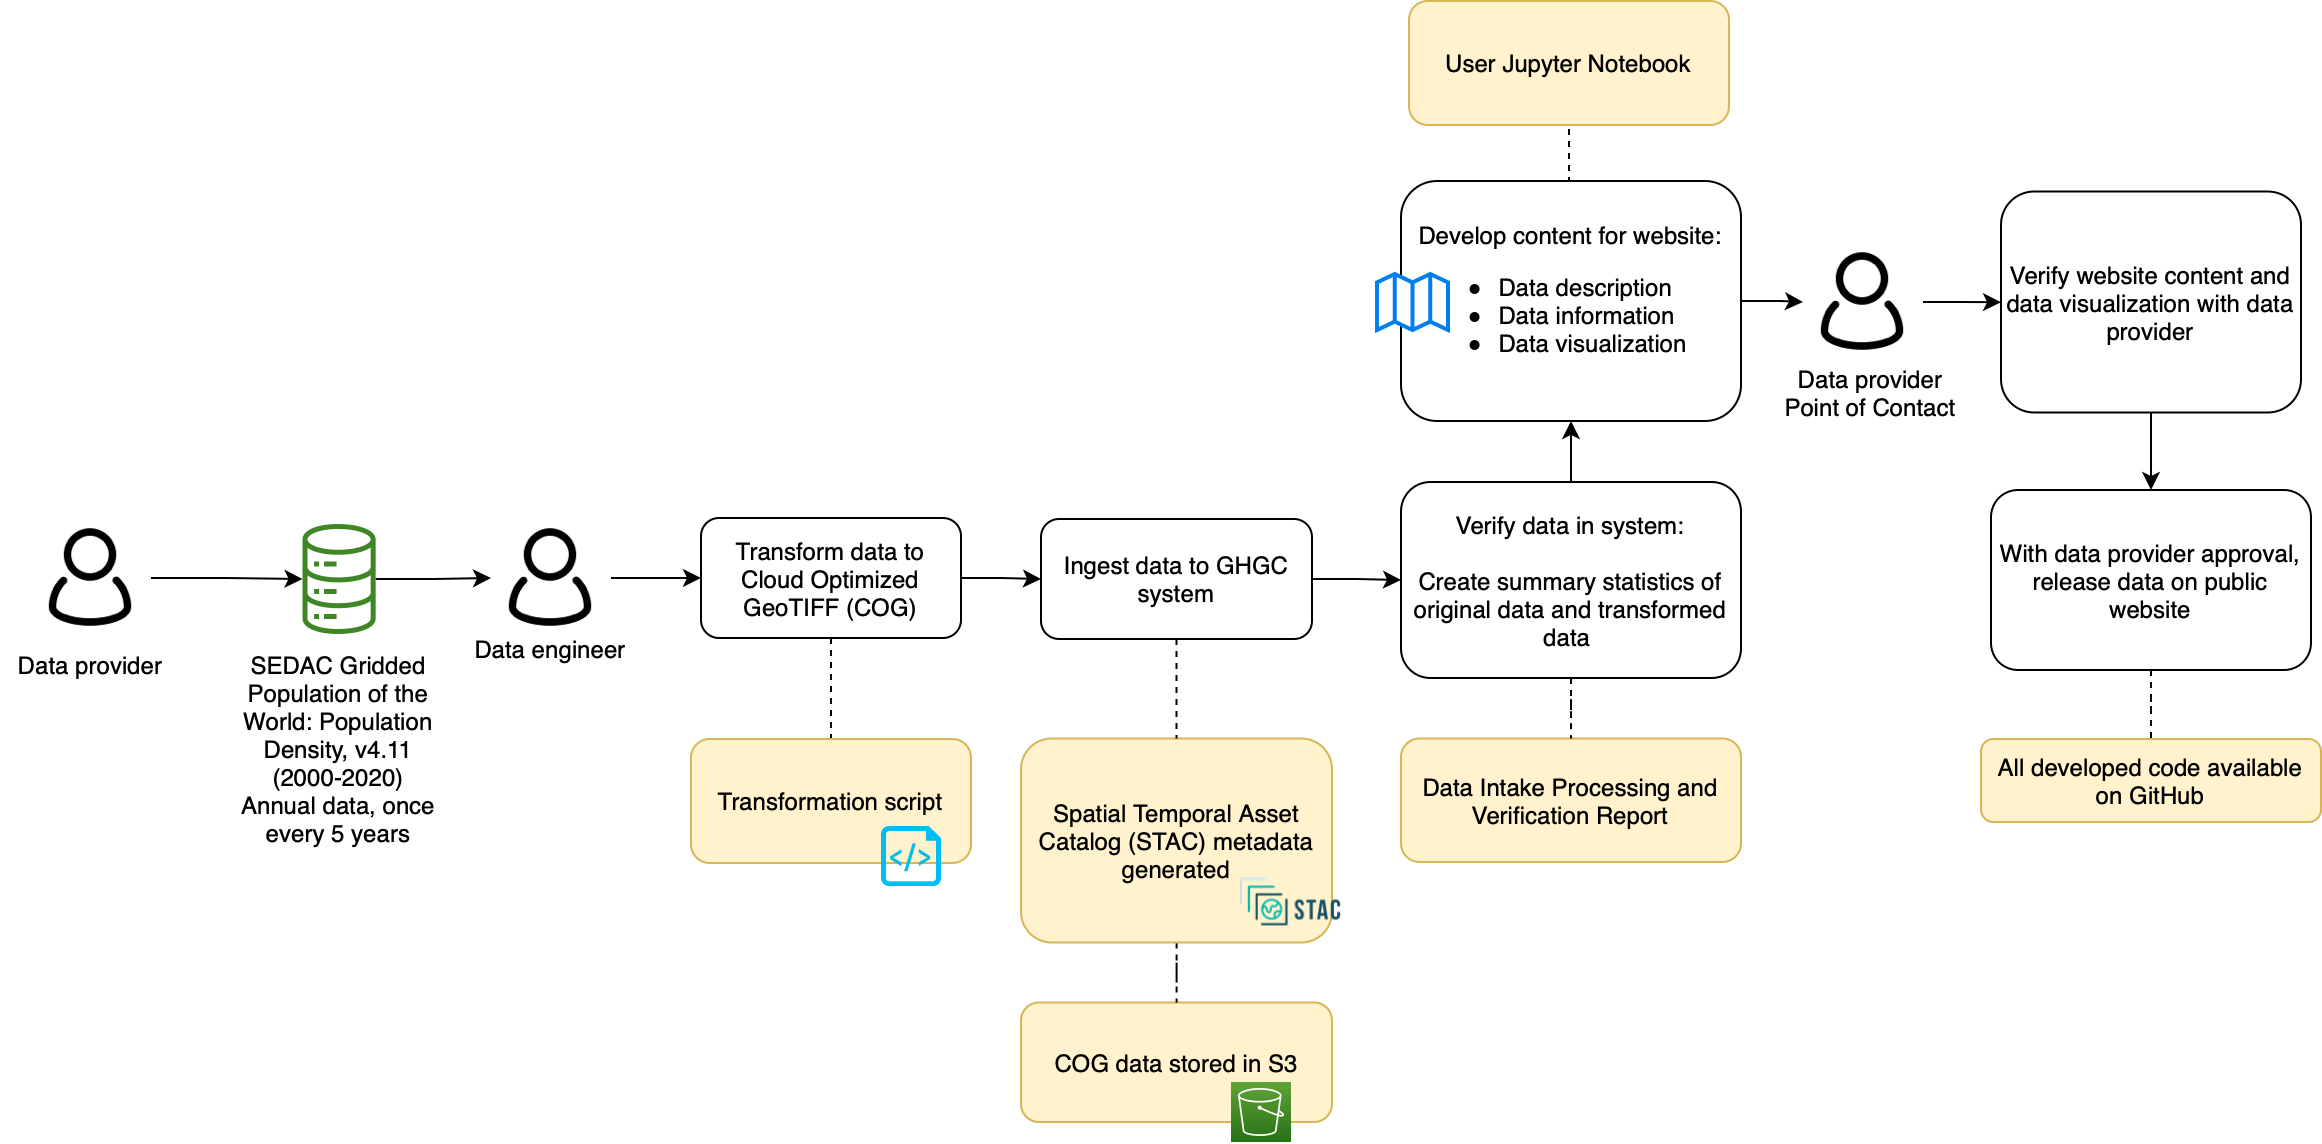 User Jupyter Notebook
Develop content for website:
● Data description
● Data information
● Data visualization
Data provider
Point of Contact
Verify website content and
data visualization with data
provider
Data provider
SEDAC Gridded
Population of the
World: Population
Density, v4.11
(2000-2020)
Annual data, once
every 5 years
Data engineer
Transform data to
Cloud Optimized
GeoTIFF (COG)
Ingest data to GHGC
system
Verify data in system:
Create summary statistics of
original data and transformed
data
With data provider approval,
release data on public
website
Transformation script
</>
Spatial Temporal Asset
Catalog (STAC) metadata
generated
STAC
COG data stored in S3
Data Intake Processing and
Verification Report
All developed code available
on GitHub